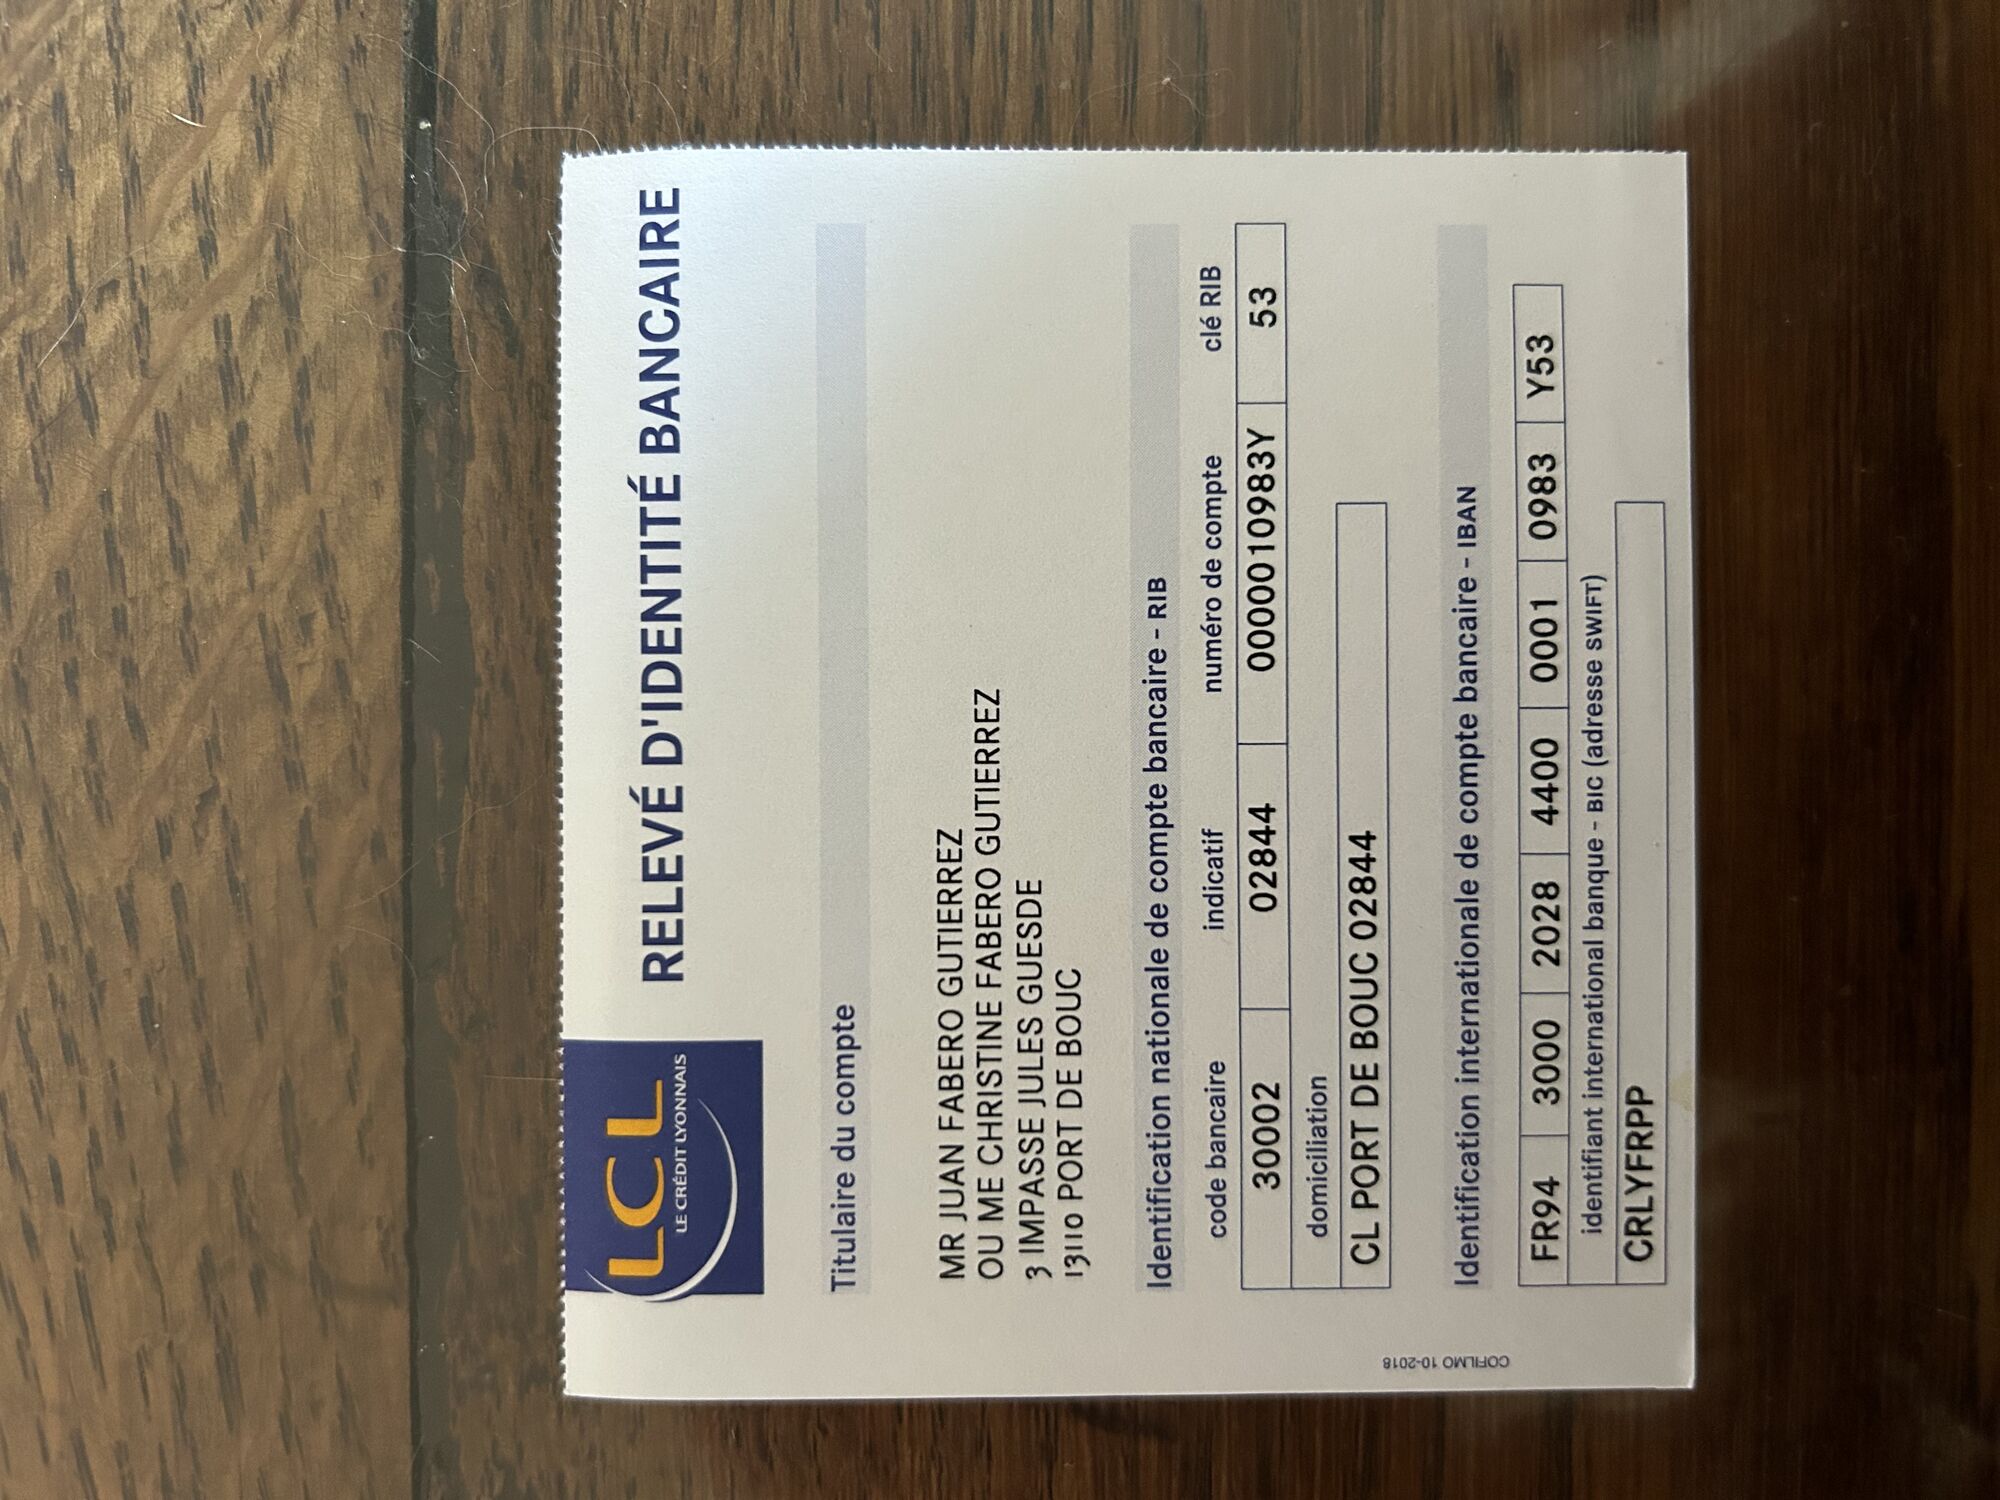 LCL
LE CRÉDIT LYONNAIS
RELEVÉ D'IDENTITÉ BANCAIRE
Titulaire du compte
MR JUAN FABERO GUTIERREZ
OU ME CHRISTINE FABERO GUTIERREZ
3 IMPASSE JULES GUESDE
13110 PORT DE BOUC
Identification nationale de compte bancaire - RIB
code bancaire indicatif numéro de compte clé RIB
30002 02844 0000010983Y 53
domiciliation
CL PORT DE BOUC 02844
Identification internationale de compte bancaire - IBAN
FR94 3000 2028 4400 0001 0983 Y53
identifiant international banque - BIC (adresse SWIFT)
CRLYFRPP
COFILMO 10-2018